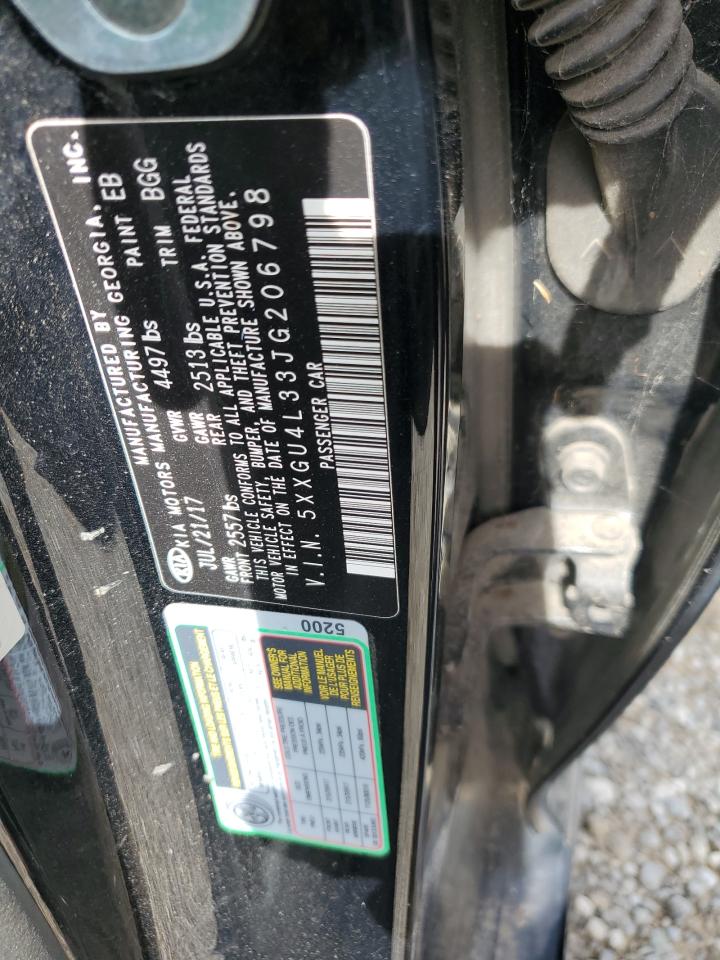 KIA MOTORS MANUFACTURING GEORGIA, INC.
MANUFACTURED BY
JUL/21/17 GVWR 4497lbs PAINT EB
GAWR FRONT 2557lbs GAWR REAR 2513lbs TRIM BGG
THIS VEHICLE CONFORMS TO ALL APPLICABLE U.S.A. FEDERAL
MOTOR VEHICLE SAFETY, BUMPER, AND THEFT PREVENTION STANDARDS
IN EFFECT ON THE DATE OF MANUFACTURE SHOWN ABOVE.
V.I.N. 5XXGU4L33JG206798
PASSENGER CAR
5200
SEE OWNER'S
MANUAL FOR
ADDITIONAL
INFORMATION
VOIR LE MANUEL
DE L'USAGER
POUR PLUS DE
RENSEIGNEMENTS